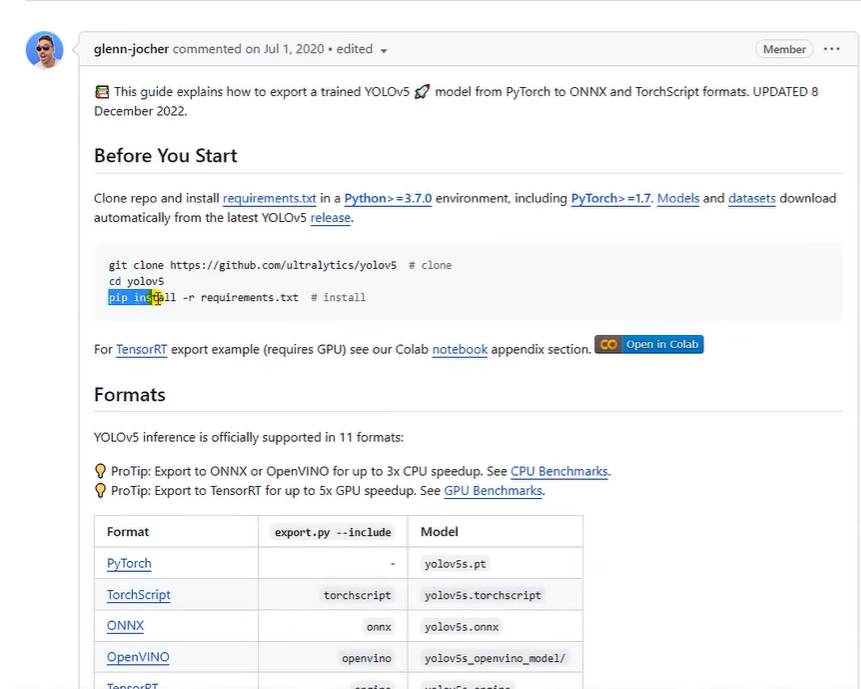 glenn-jocher commented on Jul 1, 2020 • edited
Member
This guide explains how to export a trained YOLOv5 🚀 model from PyTorch to ONNX and TorchScript formats. UPDATED 8
December 2022.
Before You Start
Clone repo and install requirements.txt in a Python>=3.7.0 environment, including PyTorch>=1.7. Models and datasets download
automatically from the latest YOLOv5 release.
git clone https://github.com/ultralytics/yolov5 # clone
cd yolov5
pip install -r requirements.txt # install
For TensorRT export example (requires GPU) see our Colab notebook appendix section. Open in Colab
Formats
YOLOv5 inference is officially supported in 11 formats:
ProTip: Export to ONNX or OpenVINO for up to 3x CPU speedup. See CPU Benchmarks.
ProTip: Export to TensorRT for up to 5x GPU speedup. See GPU Benchmarks.
Format export.py --include Model
PyTorch - yolov5s.pt
TorchScript torchscript yolov5s.torchscript
ONNX onnx yolov5s.onnx
OpenVINO openvino yolov5s_openvino_model/
TensorRT engine yolov5s.engine